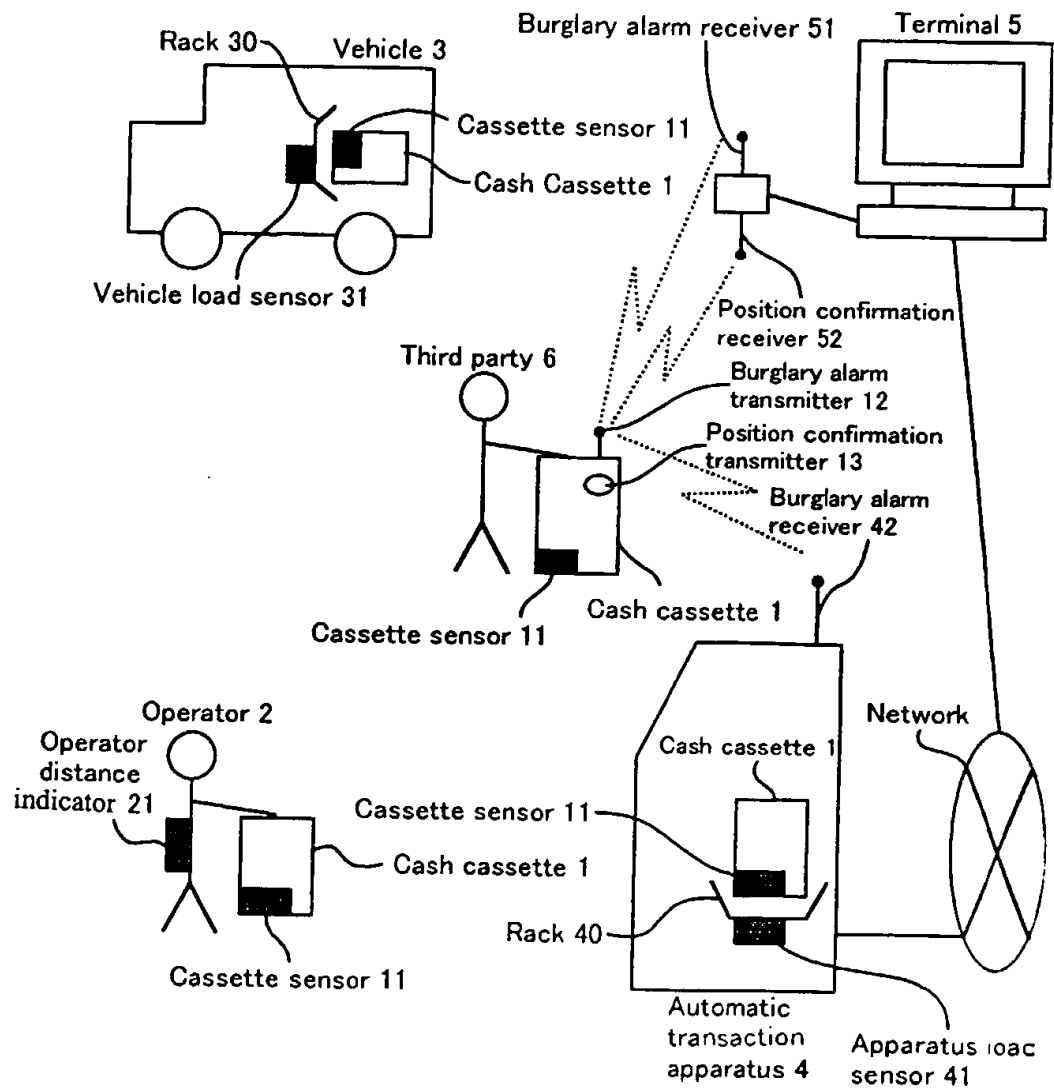 Burglary alarm receiver 51
Terminal 5
Rack 30
Vehicle 3
Cassette sensor 11
Cash Cassette 1
Vehicle load sensor 31
Position confirmation
receiver 52
Third party 6
Burglary alarm
transmitter 12
Position confirmation
transmitter 13
Burglary alarm
receiver 42
Cash cassette 1
Cassette sensor 11
Operator 2
Operator
distance
indicator 21
Network
Cash cassette 1
Cassette sensor 11
Cash cassette 1
Rack 40
Cassette sensor 11
Automatic
transaction
apparatus 4
Apparatus loac
sensor 41